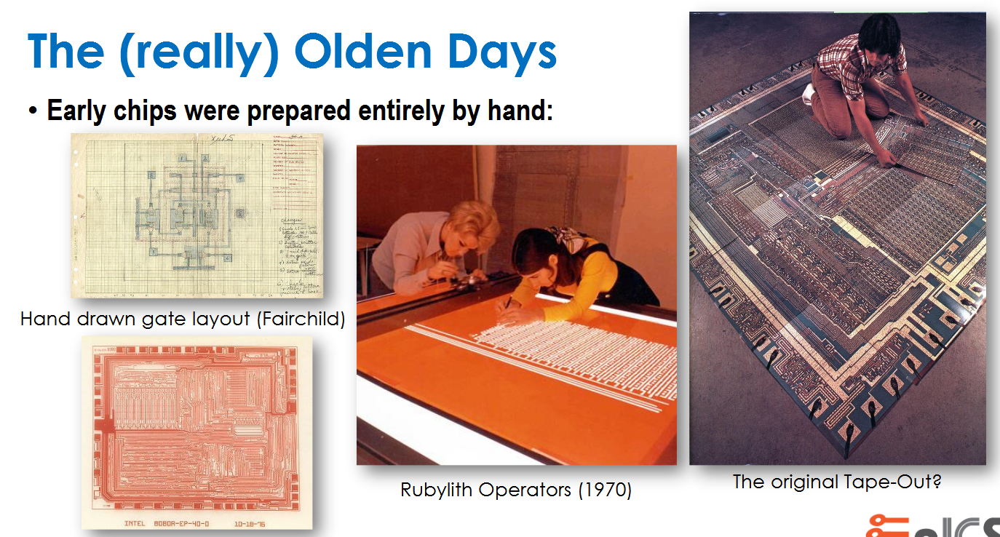 The (really) Olden Days
• Early chips were prepared entirely by hand:
Hand drawn gate layout (Fairchild)
INTEL 8080A-EP-40-D 10-18-76
Rubylith Operators (1970)
The original Tape-Out?